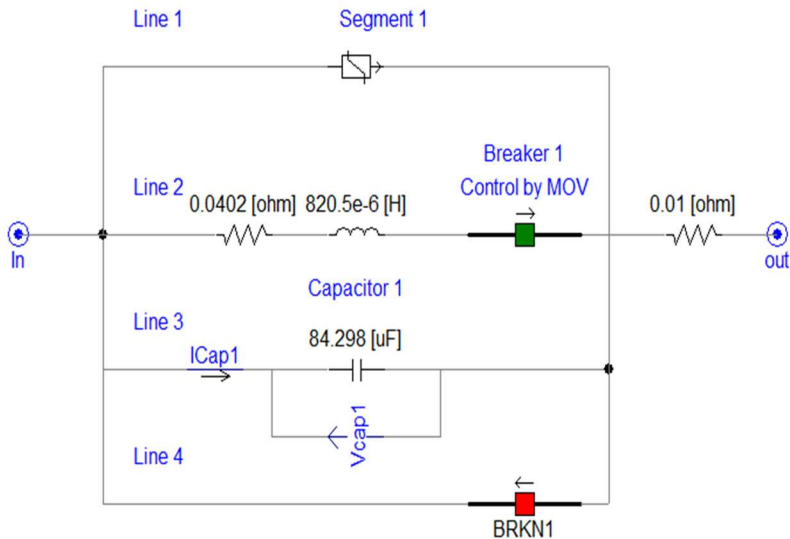 Line 1
Segment 1
Breaker 1
Control by MOV
Line 2
0.0402 [ohm]
820.5e-6 [H]
0.01 [ohm]
In
out
Capacitor 1
Line 3
84.298 [uF]
ICap1
Vcap1
Line 4
BRKN1